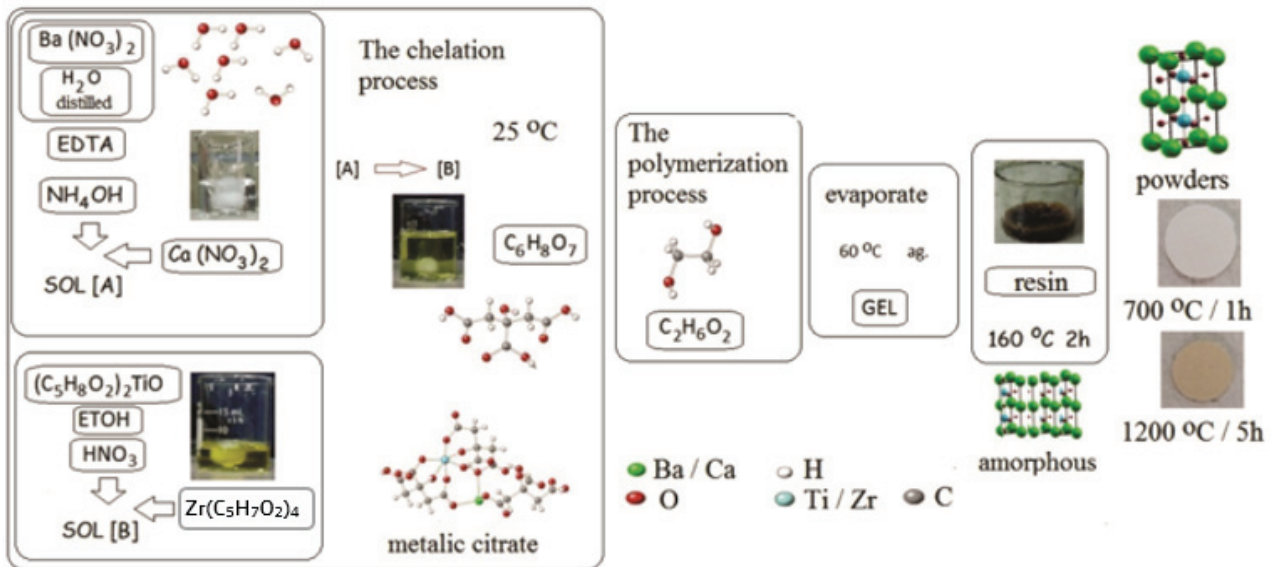 Ba (NO₃)₂
H₂O
distilled
EDTA
NH₄OH
Ca (NO₃)₂
SOL [A]
The chelation
process
25 ºC
[A] [B]
C₆H₈O₇
(C₅H₈O₂)₂TiO
ETOH
HNO₃
Zr(C₅H₇O₂)₄
SOL [B]
metalic citrate
The
polymerization
process
C₂H₆O₂
evaporate
60 ºC ag.
GEL
resin
160 ºC 2h
amorphous
powders
700 ºC / 1h
1200 ºC / 5h
Ba / Ca
H
O
Ti / Zr
C